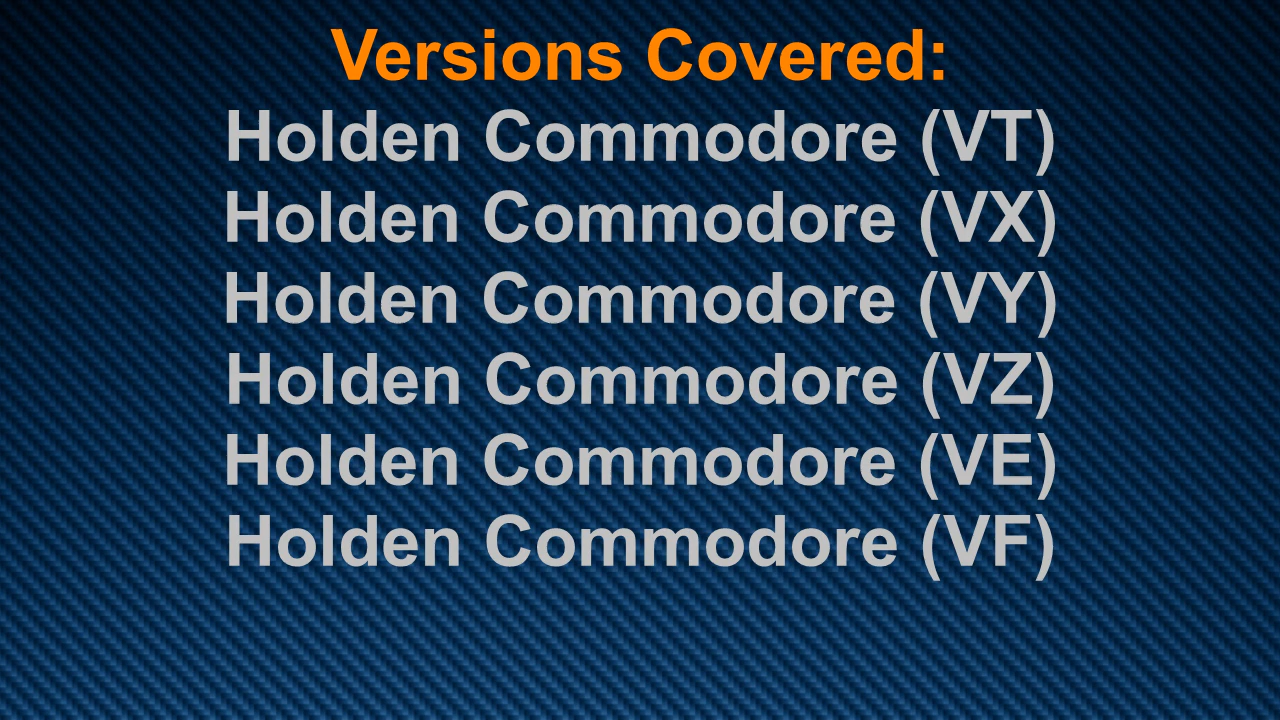 Versions Covered:
Holden Commodore (VT)
Holden Commodore (VX)
Holden Commodore (VY)
Holden Commodore (VZ)
Holden Commodore (VE)
Holden Commodore (VF)